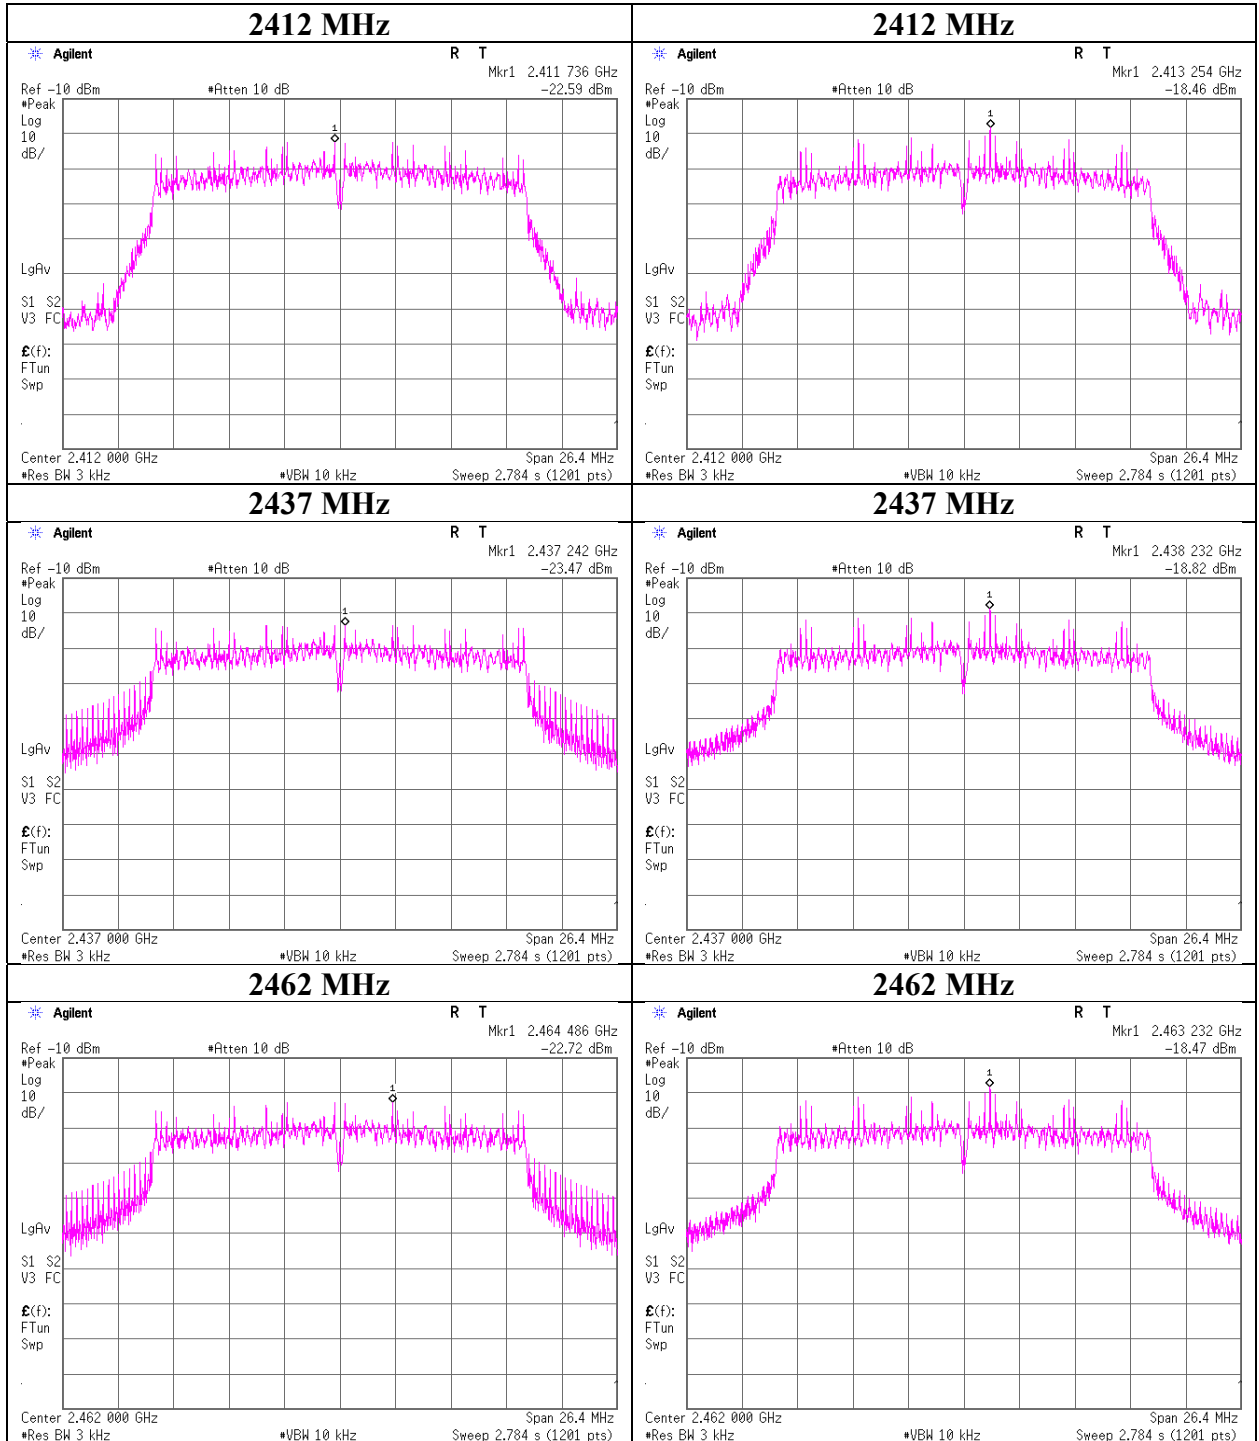 2412 MHz
Agilent R T
Mkr1 2.411 736 GHz
Ref -10 dBm #Atten 10 dB -22.59 dBm
#Peak
Log
10
dB/
1
LgAv
S1 S2
V3 FC
£(f):
FTun
Swp
Center 2.412 000 GHz Span 26.4 MHz
#Res BW 3 kHz #VBW 10 kHz Sweep 2.784 s (1201 pts)
2412 MHz
Agilent R T
Mkr1 2.413 254 GHz
Ref -10 dBm #Atten 10 dB -18.46 dBm
#Peak
Log
10
dB/
1
LgAv
S1 S2
V3 FC
£(f):
FTun
Swp
Center 2.412 000 GHz Span 26.4 MHz
#Res BW 3 kHz #VBW 10 kHz Sweep 2.784 s (1201 pts)
2437 MHz
Agilent R T
Mkr1 2.437 242 GHz
Ref -10 dBm #Atten 10 dB -23.47 dBm
#Peak
Log
10
dB/
1
LgAv
S1 S2
V3 FC
£(f):
FTun
Swp
Center 2.437 000 GHz Span 26.4 MHz
#Res BW 3 kHz #VBW 10 kHz Sweep 2.784 s (1201 pts)
2437 MHz
Agilent R T
Mkr1 2.438 232 GHz
Ref -10 dBm #Atten 10 dB -18.82 dBm
#Peak
Log
10
dB/
1
LgAv
S1 S2
V3 FC
£(f):
FTun
Swp
Center 2.437 000 GHz Span 26.4 MHz
#Res BW 3 kHz #VBW 10 kHz Sweep 2.784 s (1201 pts)
2462 MHz
Agilent R T
Mkr1 2.464 486 GHz
Ref -10 dBm #Atten 10 dB -22.72 dBm
#Peak
Log
10
dB/
1
LgAv
S1 S2
V3 FC
£(f):
FTun
Swp
Center 2.462 000 GHz Span 26.4 MHz
#Res BW 3 kHz #VBW 10 kHz Sweep 2.784 s (1201 pts)
2462 MHz
Agilent R T
Mkr1 2.463 232 GHz
Ref -10 dBm #Atten 10 dB -18.47 dBm
#Peak
Log
10
dB/
1
LgAv
S1 S2
V3 FC
£(f):
FTun
Swp
Center 2.462 000 GHz Span 26.4 MHz
#Res BW 3 kHz #VBW 10 kHz Sweep 2.784 s (1201 pts)